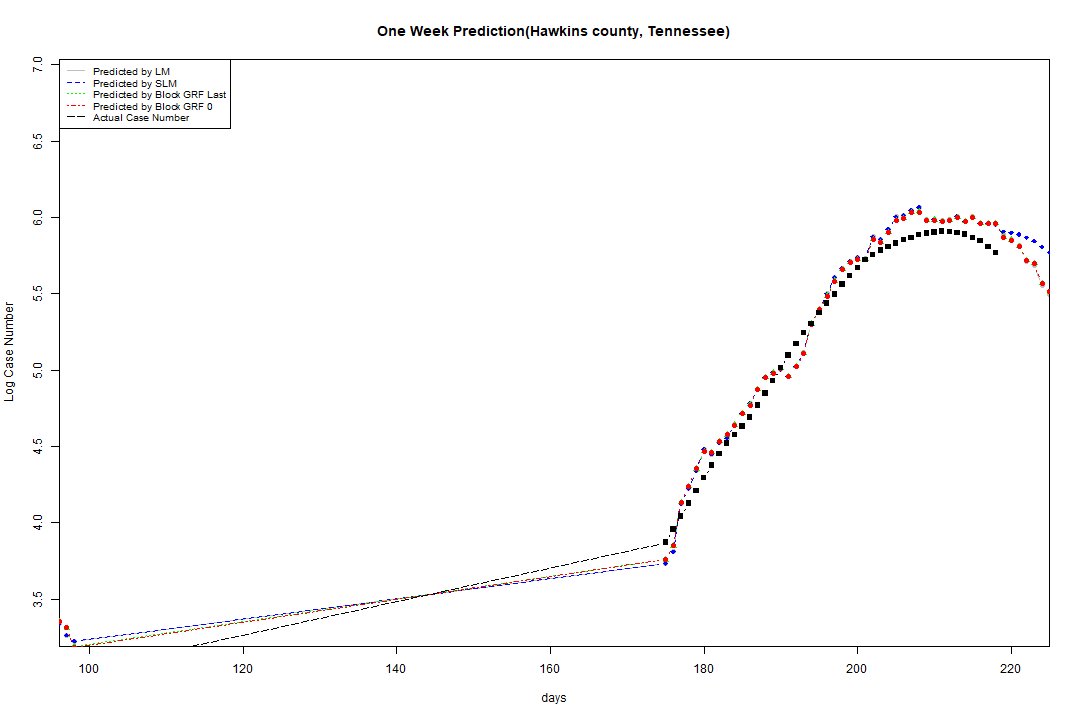 One Week Prediction(Hawkins county, Tennessee)
Predicted by LM
Predicted by SLM
Predicted by Block GRF Last
Predicted by Block GRF 0
Actual Case Number
7.0
6.5
6.0
5.5
5.0
4.5
4.0
3.5
Log Case Number
100 120 140 160 180 200 220
days